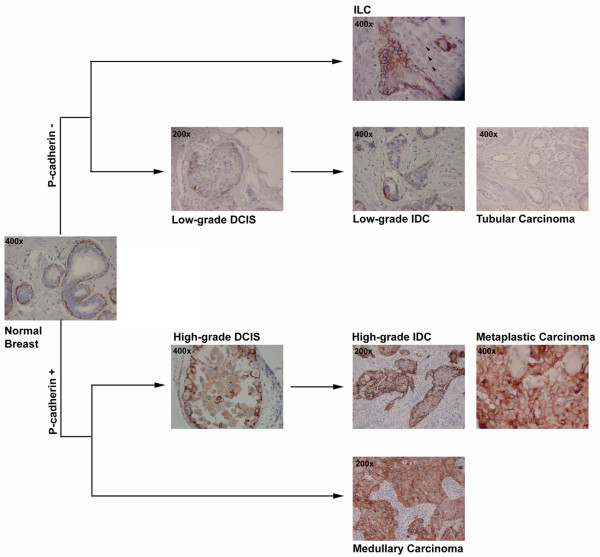 ILC
400x
P-cadherin -
200x
400x
400x
Low-grade DCIS
Low-grade IDC
Tubular Carcinoma
400x
Normal
Breast
P-cadherin +
High-grade DCIS
High-grade IDC
Metaplastic Carcinoma
400x
200x
400x
200x
Medullary Carcinoma